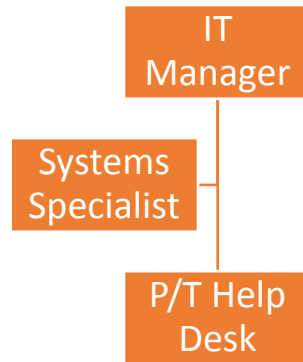 IT
Manager
Systems
Specialist
P/T Help
Desk